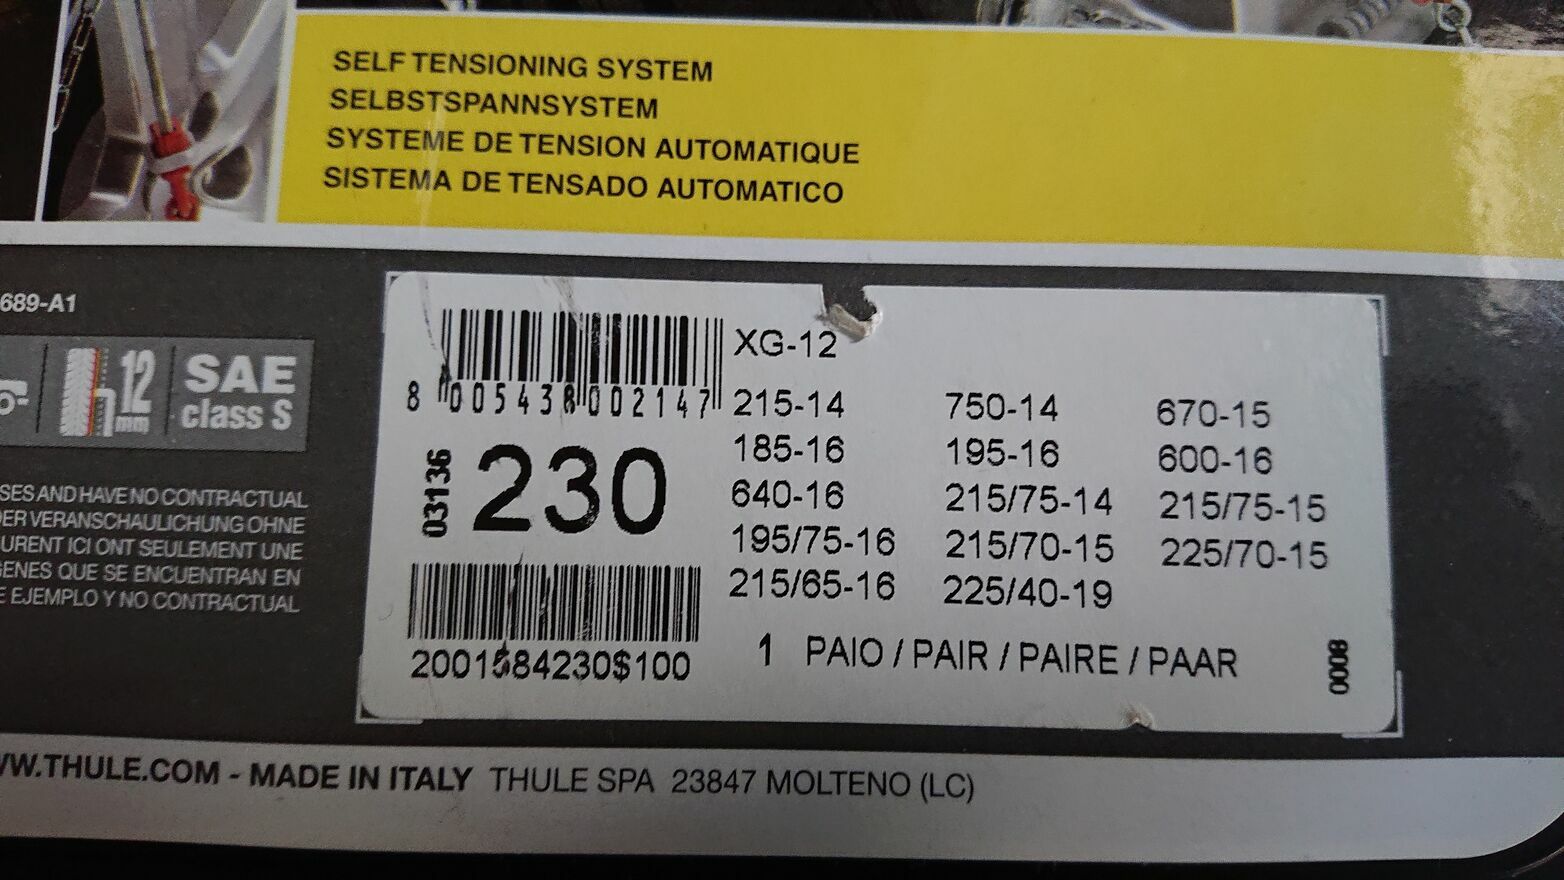 SELF TENSIONING SYSTEM
SELBSTSPANNSYSTEM
SYSTEME DE TENSION AUTOMATIQUE
SISTEMA DE TENSADO AUTOMATICO
689-A1
12
mm
SAE
class S
SES AND HAVE NO CONTRACTUAL
DER VERANSCHAULICHUNG OHNE
URENT ICI ONT SEULEMENT UNE
GENES QUE SE ENCUENTRAN EN
E EJEMPLO Y NO CONTRACTUAL
8 005438 002147
03136
230
2001584230$100
XG-12
215-14 750-14 670-15
185-16 195-16 600-16
640-16 215/75-14 215/75-15
195/75-16 215/70-15 225/70-15
215/65-16 225/40-19
1 PAIO / PAIR / PAIRE / PAAR
0008
WW.THULE.COM - MADE IN ITALY THULE SPA 23847 MOLTENO (LC)